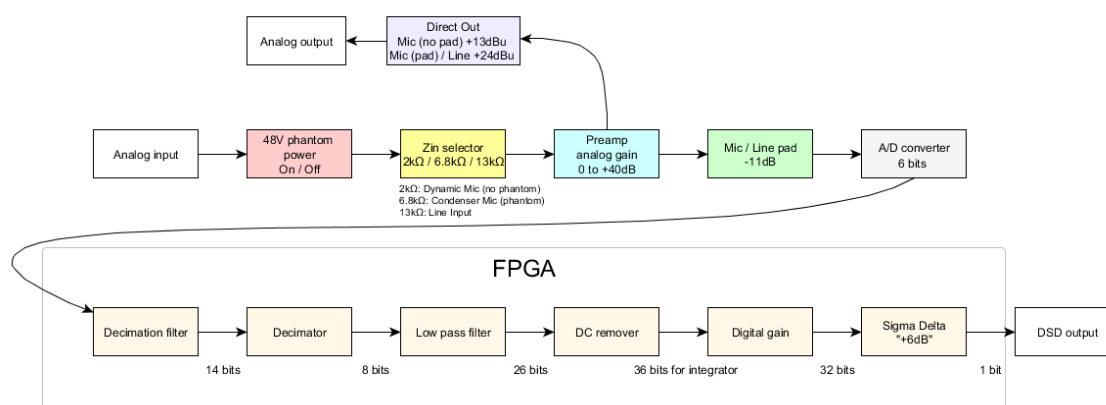 Analog output
Direct Out
Mic (no pad) +13dBu
Mic (pad) / Line +24dBu
Analog input
48V phantom
power
On / Off
Zin selector
2kΩ / 6.8kΩ / 13kΩ
Preamp
analog gain
0 to +40dB
Mic / Line pad
-11dB
A/D converter
6 bits
2kΩ: Dynamic Mic (no phantom)
6.8kΩ: Condenser Mic (phantom)
13kΩ: Line Input
FPGA
Decimation filter
Decimator
Low pass filter
DC remover
Digital gain
Sigma Delta
"+6dB"
DSD output
14 bits
8 bits
26 bits
36 bits for integrator
32 bits
1 bit